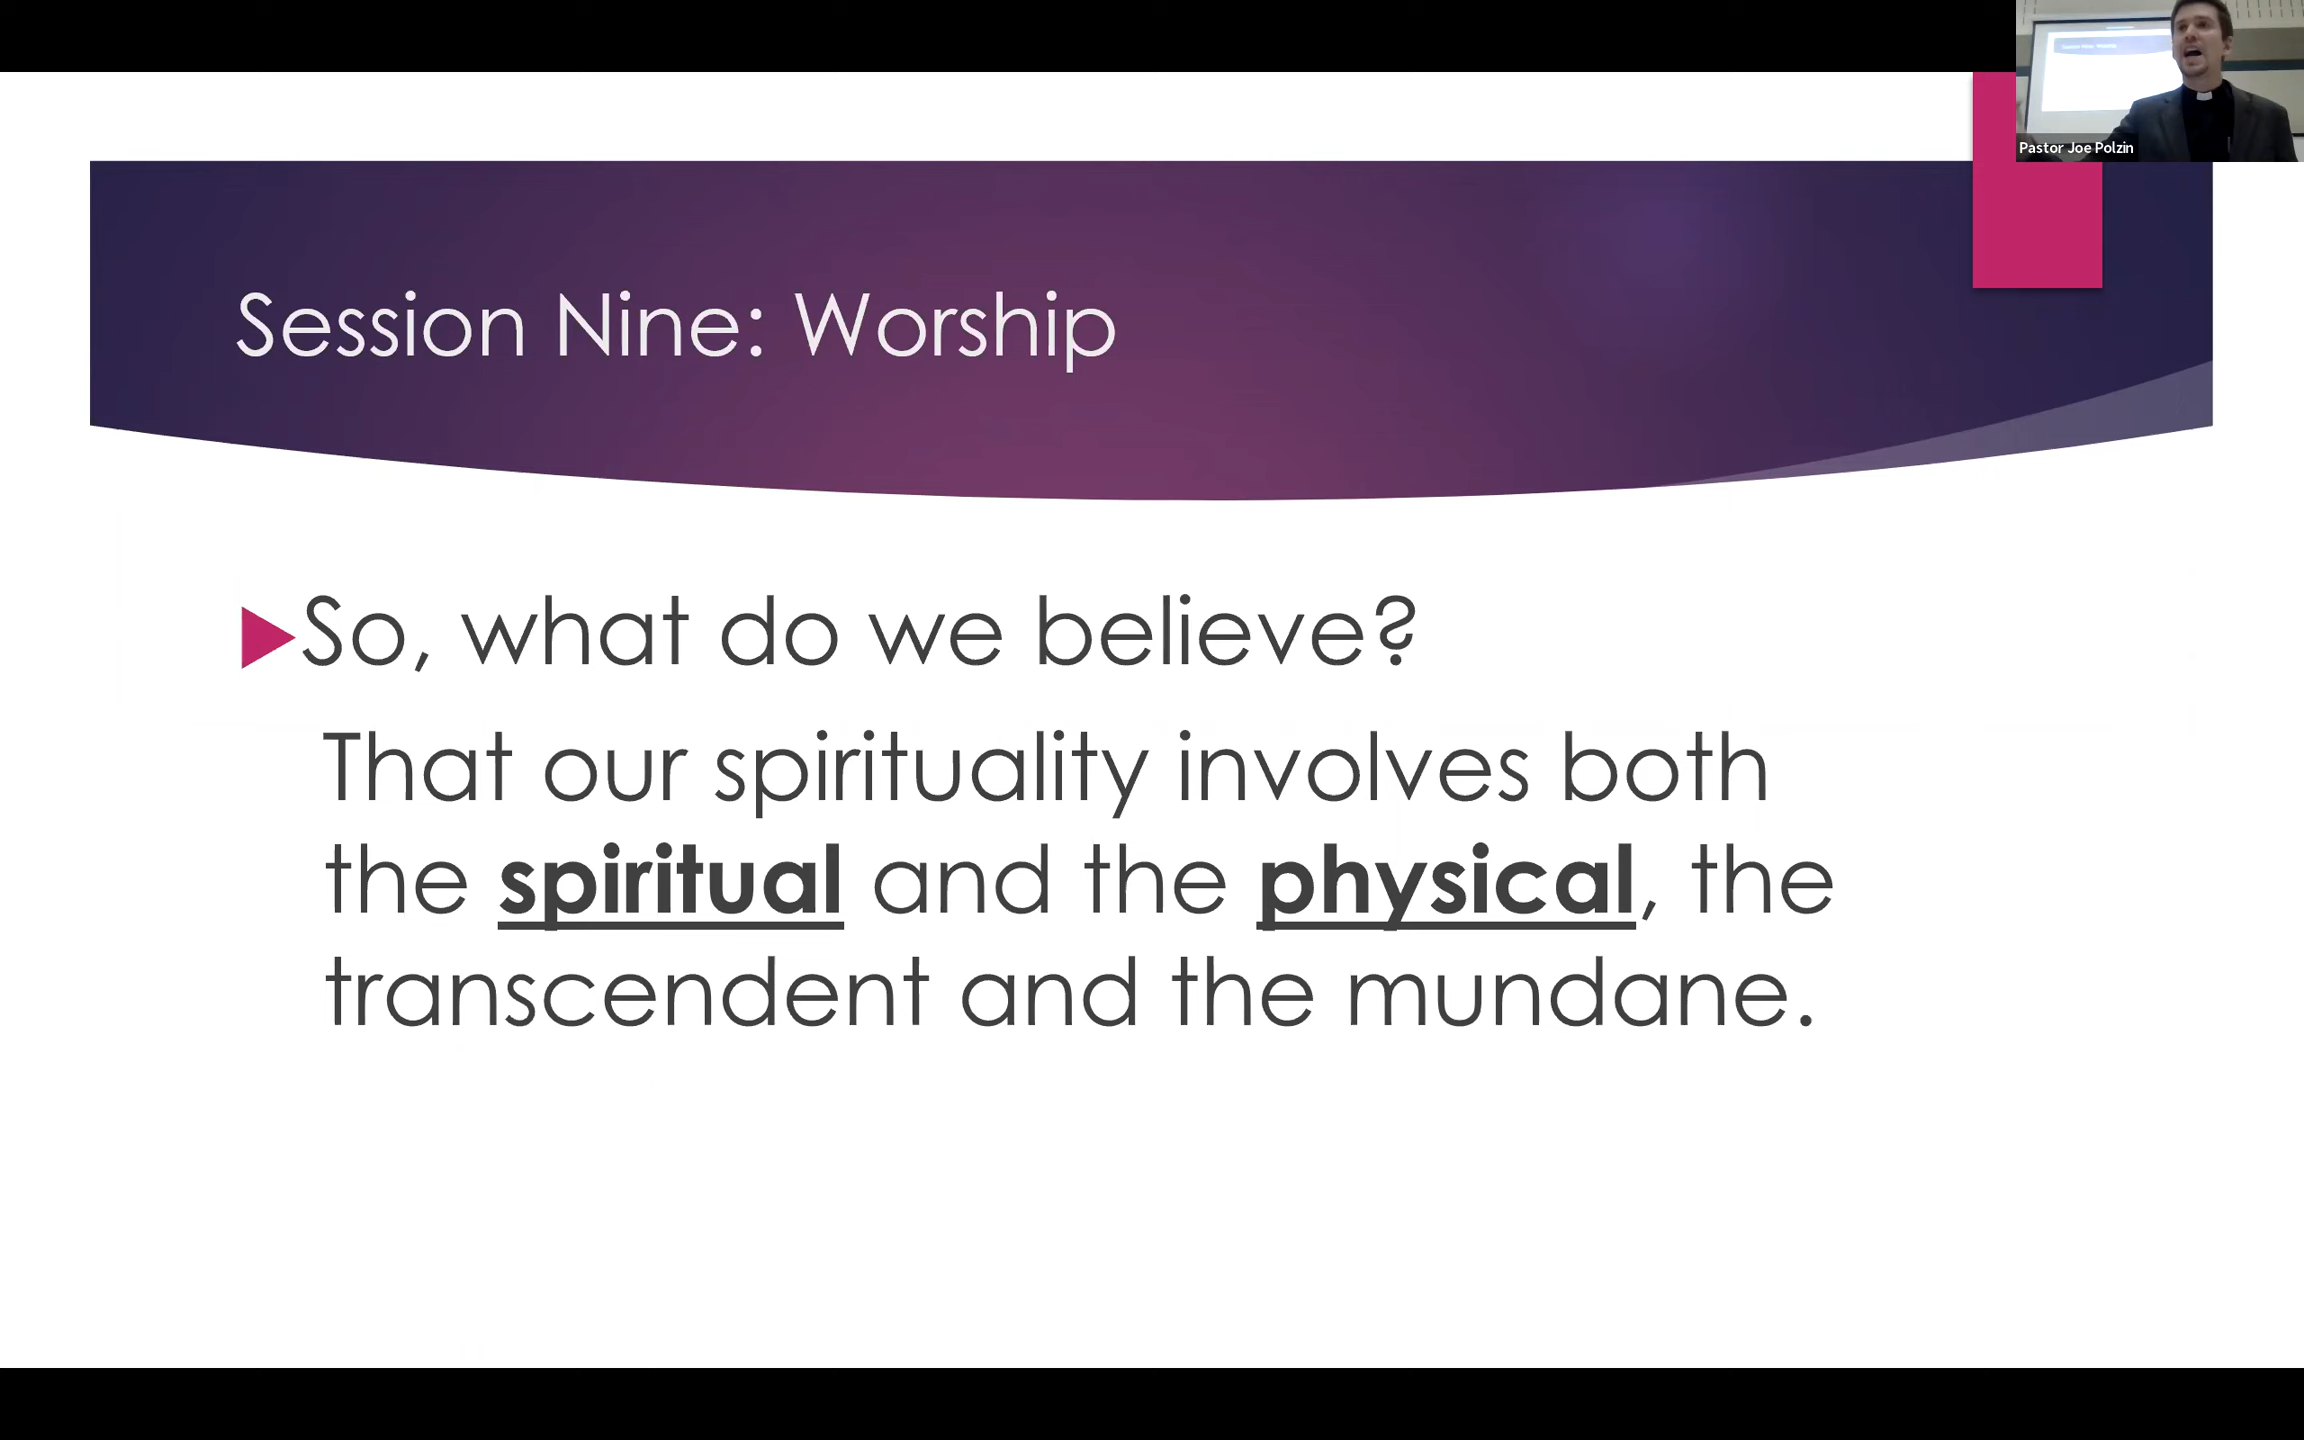 Pastor Joe Polzin
Session Nine: Worship
So, what do we believe?
That our spirituality involves both
the spiritual and the physical, the
transcendent and the mundane.